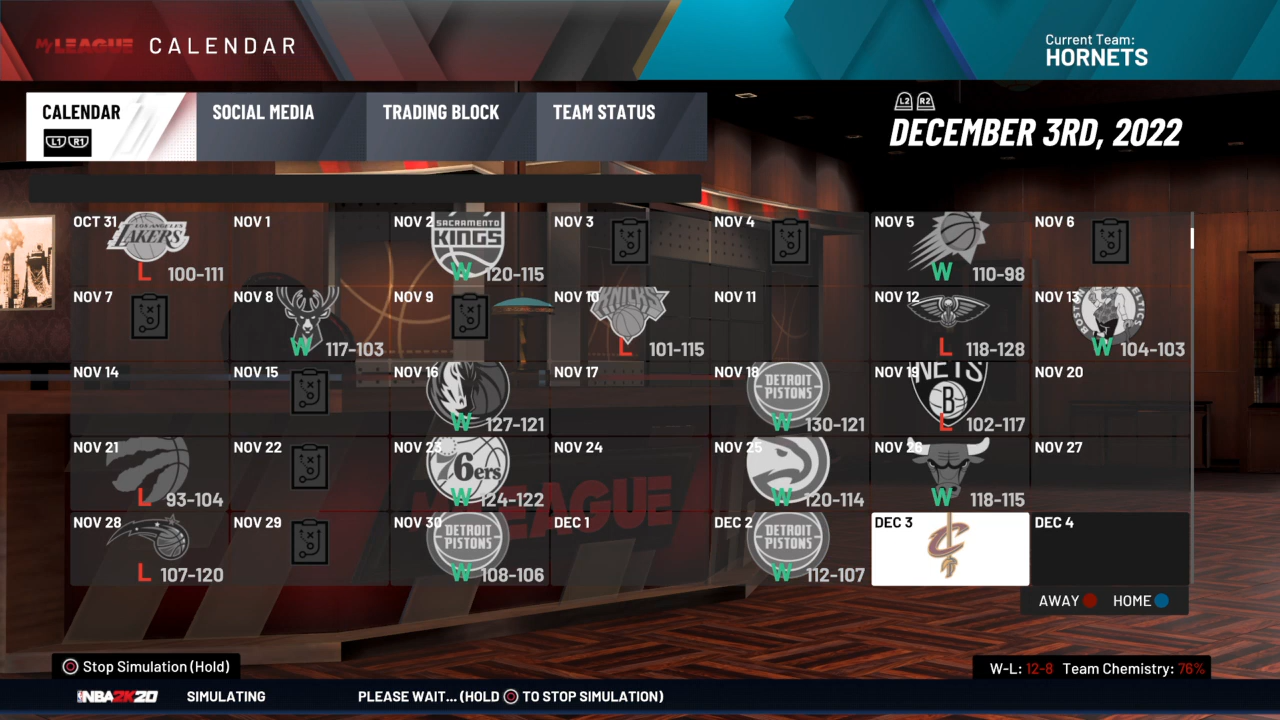 MyLEAGUE CALENDAR
Current Team:
HORNETS
CALENDAR
L1 R1
SOCIAL MEDIA
TRADING BLOCK
TEAM STATUS
L2 R2
DECEMBER 3RD, 2022
OCT 31 LOS ANGELES LAKERS L 100-111
NOV 1
NOV 2 SACRAMENTO KINGS W 120-115
NOV 3
NOV 4
NOV 5 W 110-98
NOV 6
NOV 7
NOV 8 W 117-103
NOV 9
NOV 10 L 101-115
NOV 11
NOV 12 L 118-128
NOV 13 W 104-103
NOV 14
NOV 15
NOV 16 W 127-121
NOV 17
NOV 18 DETROIT PISTONS W 130-121
NOV 19 NETS B L 102-117
NOV 20
NOV 21 L 93-104
NOV 22
NOV 23 76ers W 124-122
NOV 24
NOV 25 W 120-114
NOV 26 W 118-115
NOV 27
NOV 28 L 107-120
NOV 29
NOV 30 DETROIT PISTONS W 108-106
DEC 1
DEC 2 DETROIT PISTONS W 112-107
DEC 3 C
DEC 4
AWAY HOME
Stop Simulation (Hold)
W-L: 12-8 Team Chemistry: 76%
NBA2K20 SIMULATING PLEASE WAIT... (HOLD TO STOP SIMULATION)